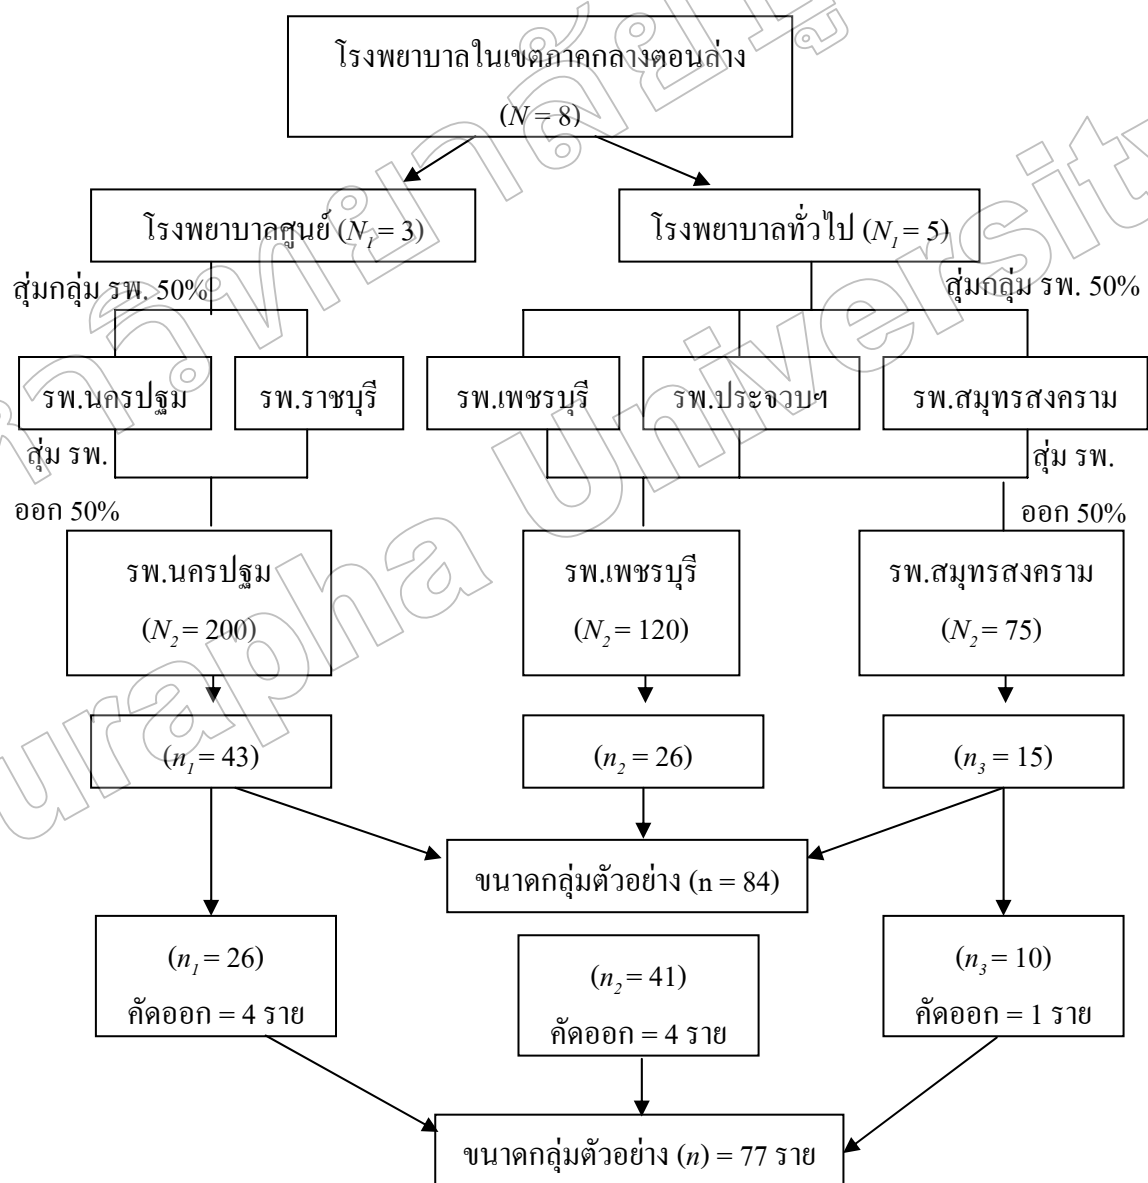 โรงพยาบาลในเขตภาคกลางตอนล่าง
(N = 8)
โรงพยาบาลศูนย์ (N1 = 3)
โรงพยาบาลทั่วไป (N1 = 5)
สุ่มกลุ่ม รพ. 50%
สุ่มกลุ่ม รพ. 50%
รพ.นครปฐม
รพ.ราชบุรี
รพ.เพชรบุรี
รพ.ประจวบฯ
รพ.สมุทรสงคราม
สุ่ม รพ.
ออก 50%
สุ่ม รพ.
ออก 50%
รพ.นครปฐม
(N2 = 200)
รพ.เพชรบุรี
(N2 = 120)
รพ.สมุทรสงคราม
(N2 = 75)
(n1 = 43)
(n2 = 26)
(n3 = 15)
ขนาดกลุ่มตัวอย่าง (n = 84)
(n1 = 26)
คัดออก = 4 ราย
(n2 = 41)
คัดออก = 4 ราย
(n3 = 10)
คัดออก = 1 ราย
ขนาดกลุ่มตัวอย่าง (n) = 77 ราย
Burapha University